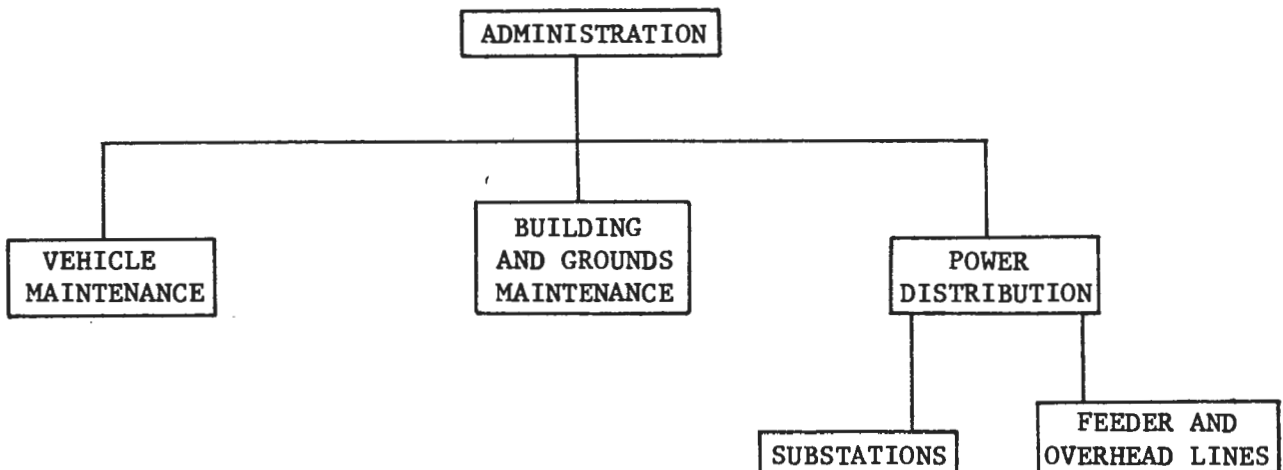 ADMINISTRATION
VEHICLE
MAINTENANCE
BUILDING
AND GROUNDS
MAINTENANCE
POWER
DISTRIBUTION
SUBSTATIONS
FEEDER AND
OVERHEAD LINES